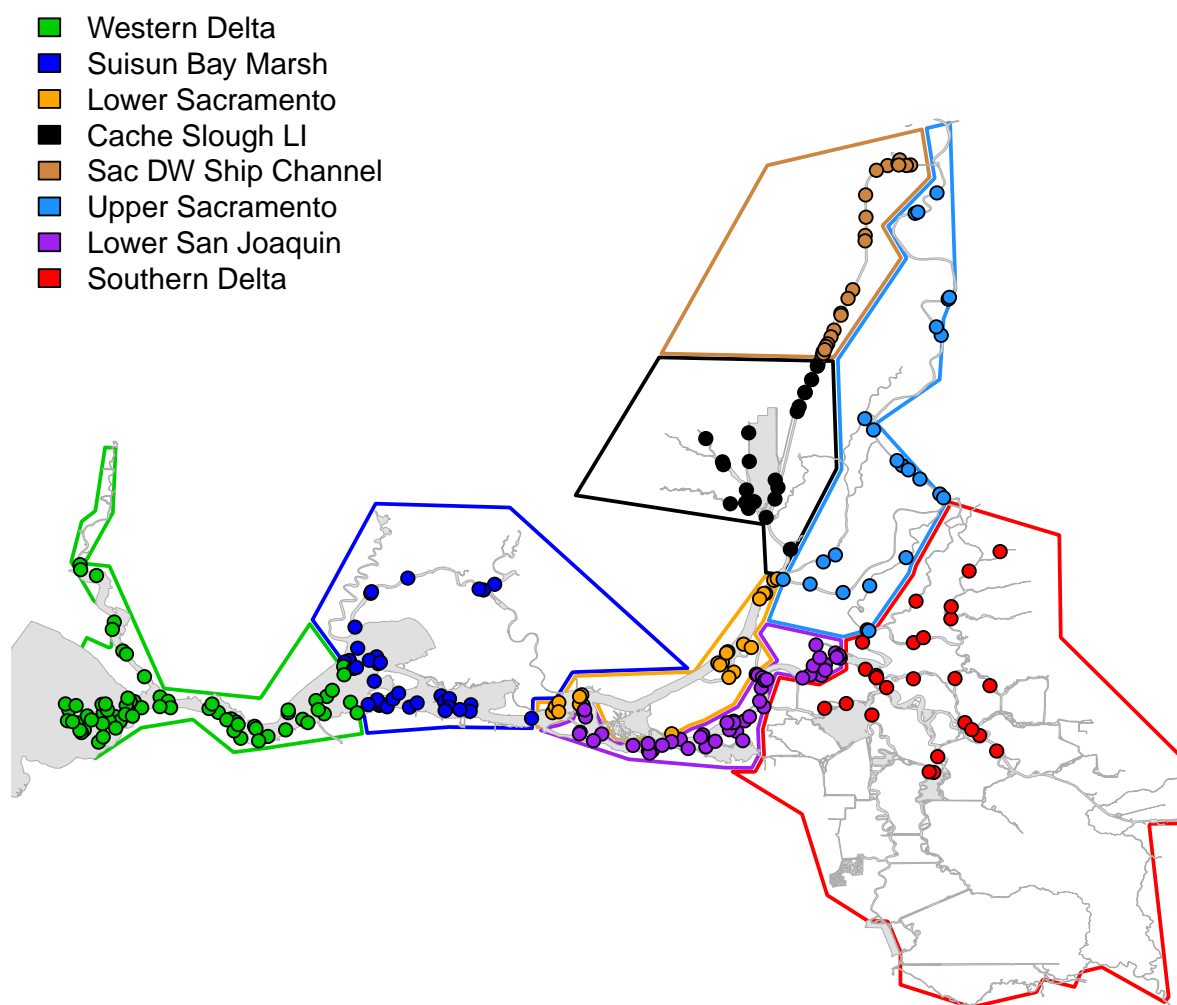 Western Delta
Suisun Bay Marsh
Lower Sacramento
Cache Slough LI
Sac DW Ship Channel
Upper Sacramento
Lower San Joaquin
Southern Delta